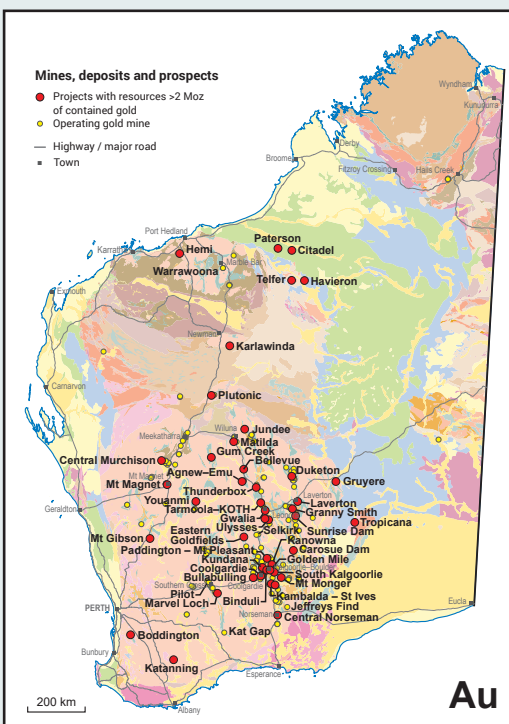 Mines, deposits and prospects
Projects with resources >2 Moz
of contained gold
Operating gold mine
Highway / major road
Town
Wyndham
Kununurra
Derby
Broome
Fitzroy Crossing
Halls Creek
Port Hedland
Paterson
Citadel
Karratha
Hemi
Marble Bar
Warrawoona
Telfer
Havieron
Exmouth
Newman
Karlawinda
Carnarvon
Plutonic
Jundee
Meekatharra
Wiluna
Matilda
Gum Creek
Central Murchison
Bellevue
Agnew–Emu
Duketon
Mt Magnet
Mt Magnet
Gruyere
Thunderbox
Youanmi
Laverton
Laverton
Tarmoola–KOTH
Granny Smith
Geraldton
Gwalia
Leonora
Tropicana
Ulysses
Sunrise Dam
Eastern
Goldfields
Selkirk
Mt Gibson
Kanowna
Paddington – Mt Pleasant
Carosue Dam
Kundana
Golden Mile
Coolgardie
Kalgoorlie–Boulder
South Kalgoorlie
Bullabulling
Mt Monger
Southern Cross
Coolgardie
Pilot
Kambalda – St Ives
Marvel Loch
Binduli
Jeffreys Find
PERTH
Norseman
Central Norseman
Eucla
Boddington
Kat Gap
Bunbury
Katanning
Esperance
Albany
200 km
Au